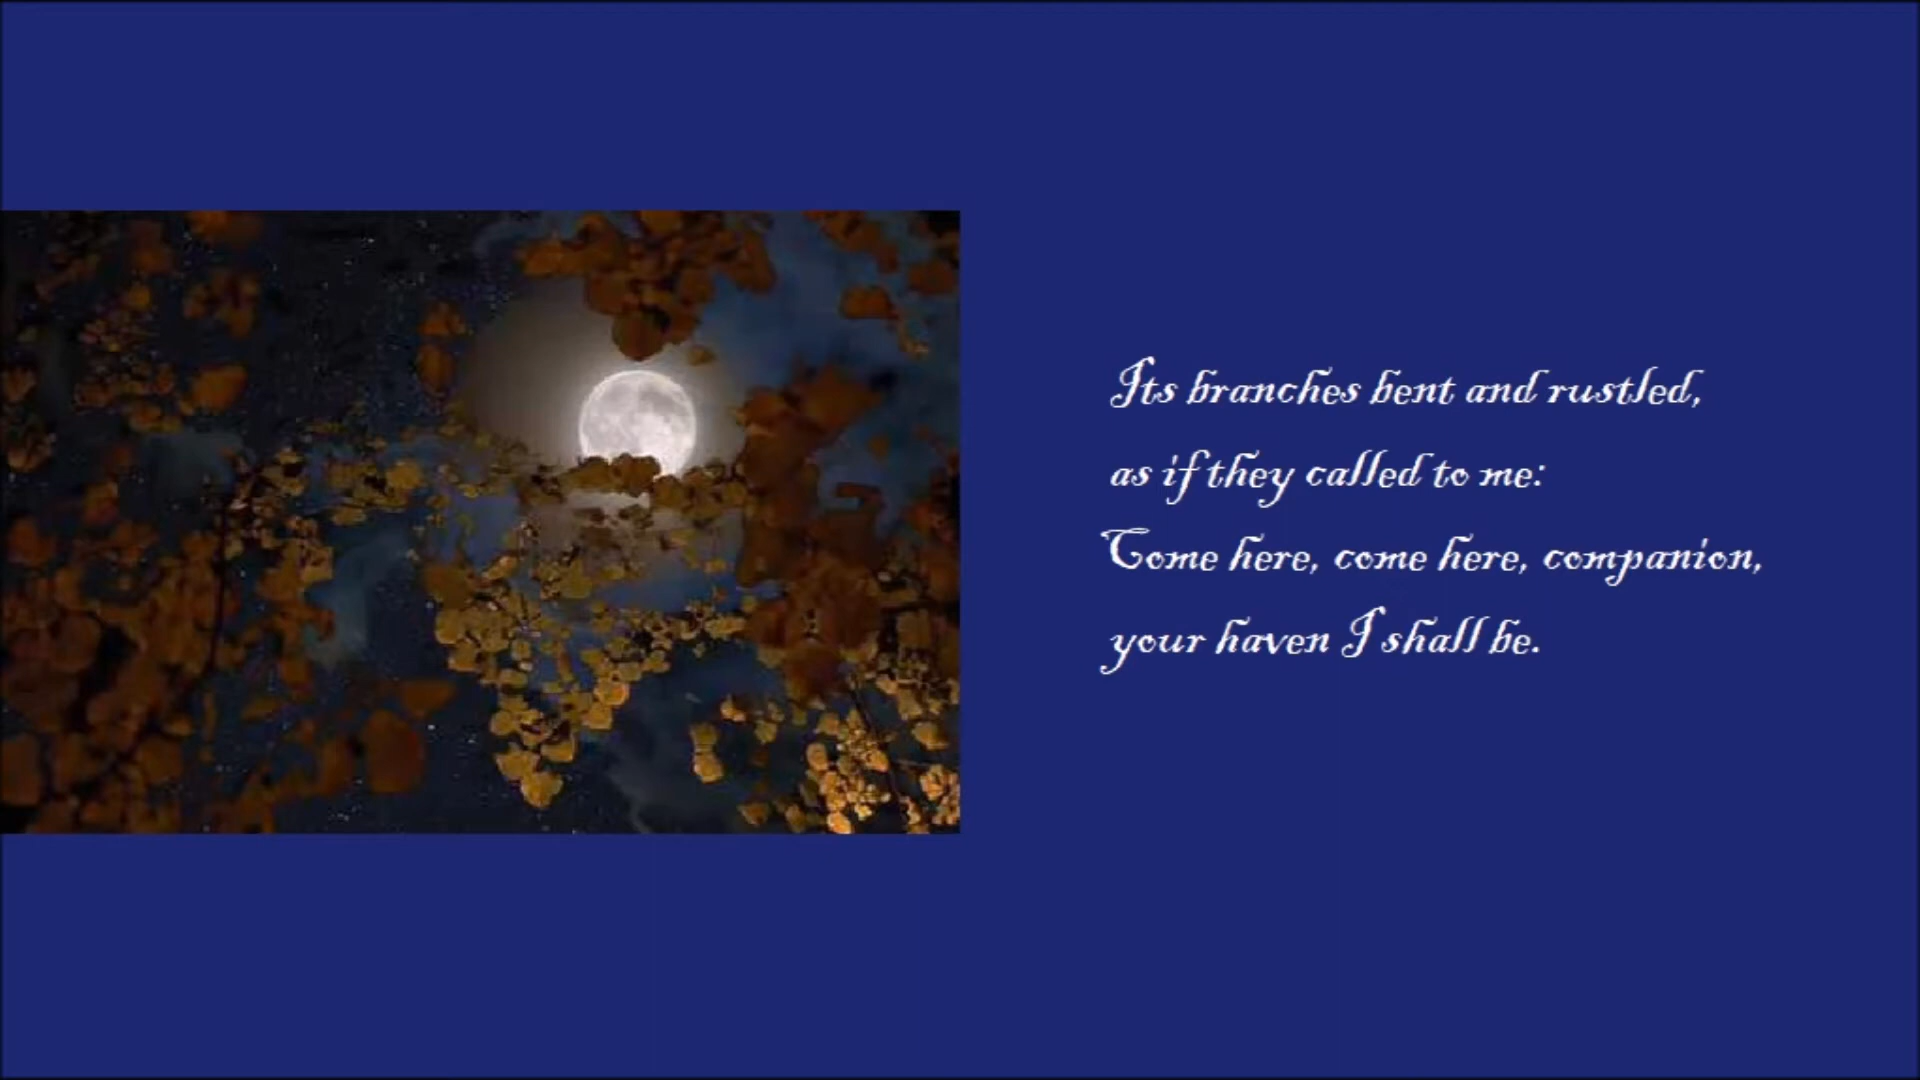 Its branches bent and rustled,
as if they called to me:
Come here, come here, companion,
your haven I shall be.